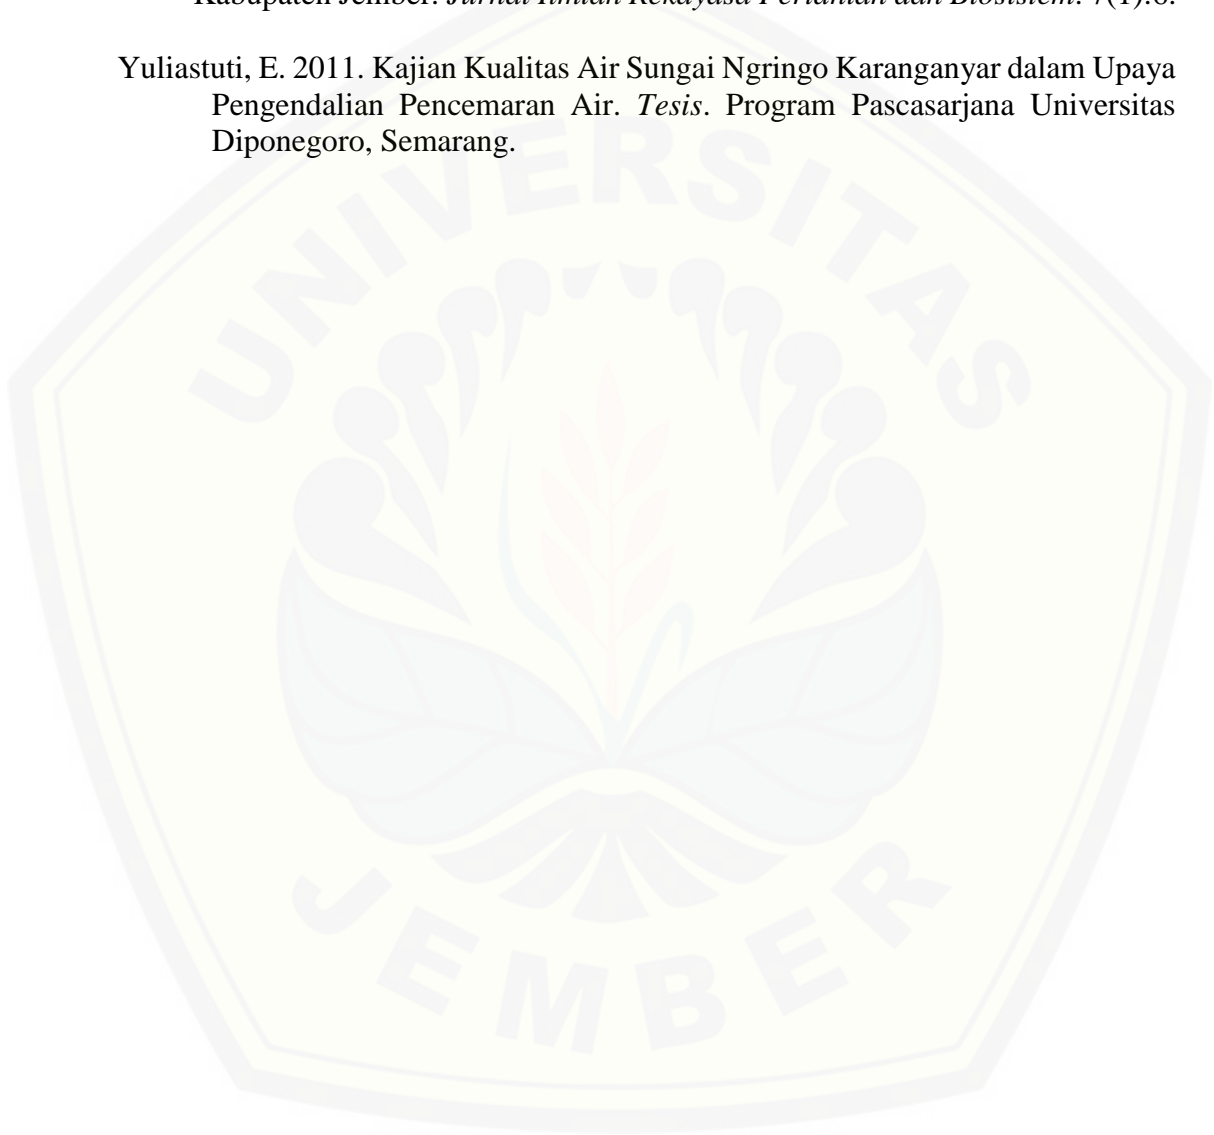 Kabupaten Jember. Jurnal Ilmiah Rekayasa Pertanian dan Biosistem. 7(1):6.
Yuliastuti, E. 2011. Kajian Kualitas Air Sungai Ngringo Karanganyar dalam Upaya
Pengendalian Pencemaran Air. Tesis. Program Pascasarjana Universitas
Diponegoro, Semarang.
UNIVERSITAS
JEMBER